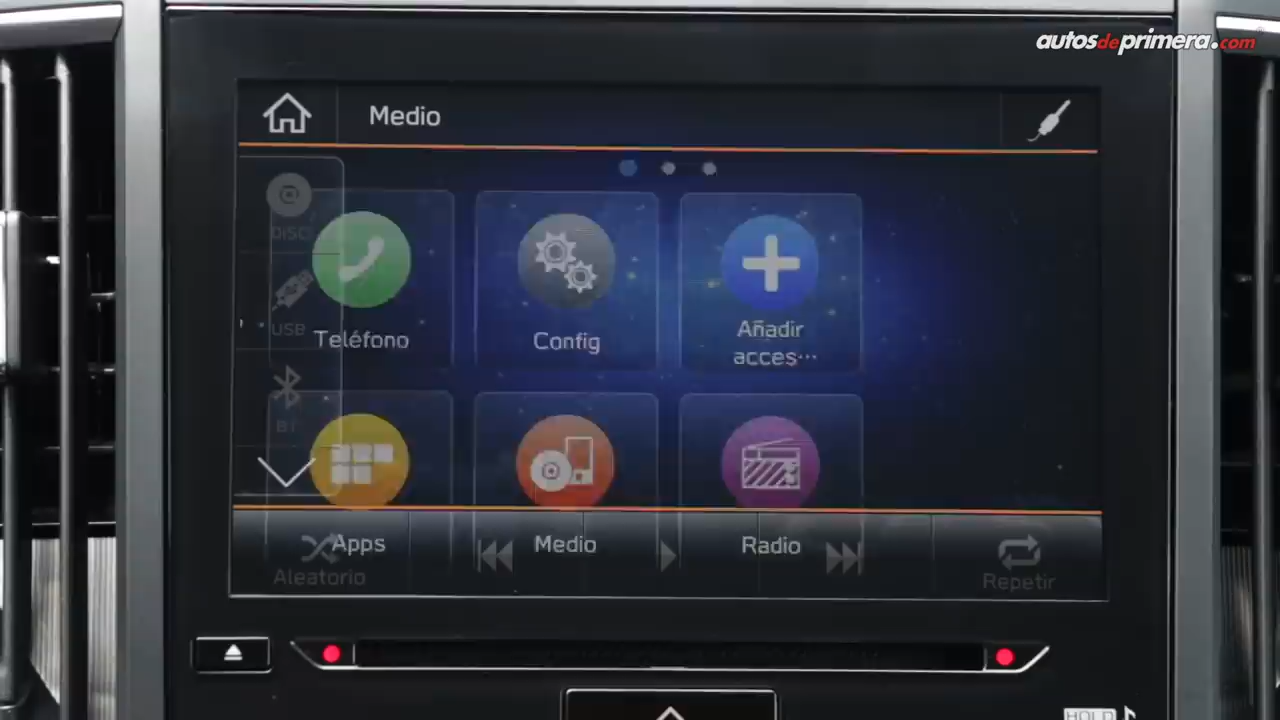 autosdeprimera.com
Medio
DISC
USB
BT
Teléfono
Config
Añadir
acces···
Apps
Medio
Radio
Aleatorio
Repetir
HOLD